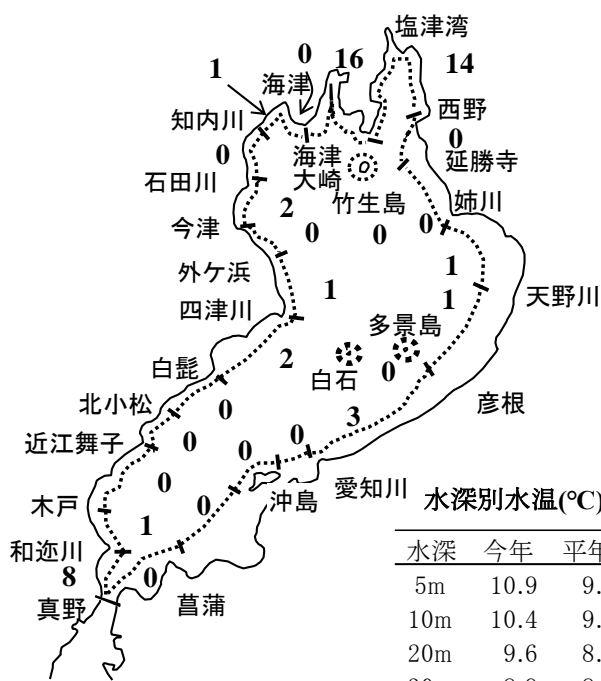 塩津湾
0 16 14
1 海津
知内川 西野
0 海津 0
大崎 延勝寺
石田川 竹生島 姉川
2
今津 0 0 0
外ケ浜 1
1 1 天野川
四津川 多景島
白髭 2 白石 0
彦根
北小松 0 3
近江舞子 0 0
愛知川
0 0 沖島
木戸
1
和迩川
8 0
真野 菖蒲
水深別水温(℃)
水深 今年 平年
5m 10.9 9.
10m 10.4 9.
20m 9.6 8.